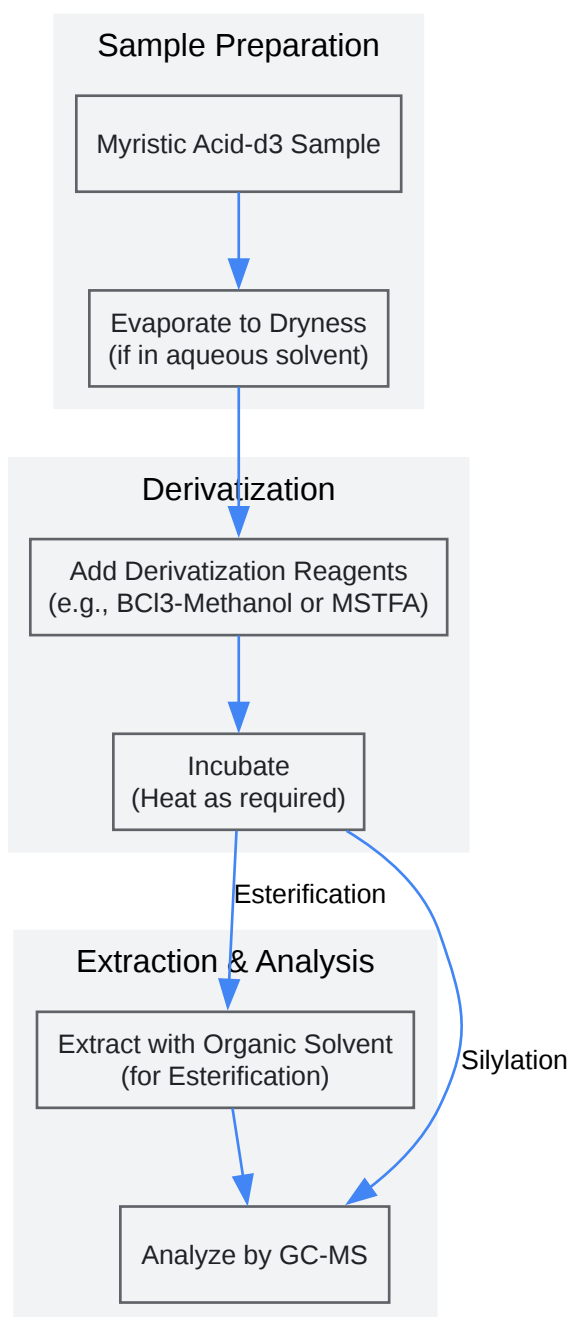 Sample Preparation
Myristic Acid-d3 Sample
Evaporate to Dryness
(if in aqueous solvent)
Derivatization
Add Derivatization Reagents
(e.g., BCl3-Methanol or MSTFA)
Incubate
(Heat as required)
Esterification
Extraction & Analysis
Extract with Organic Solvent
(for Esterification)
Silylation
Analyze by GC-MS